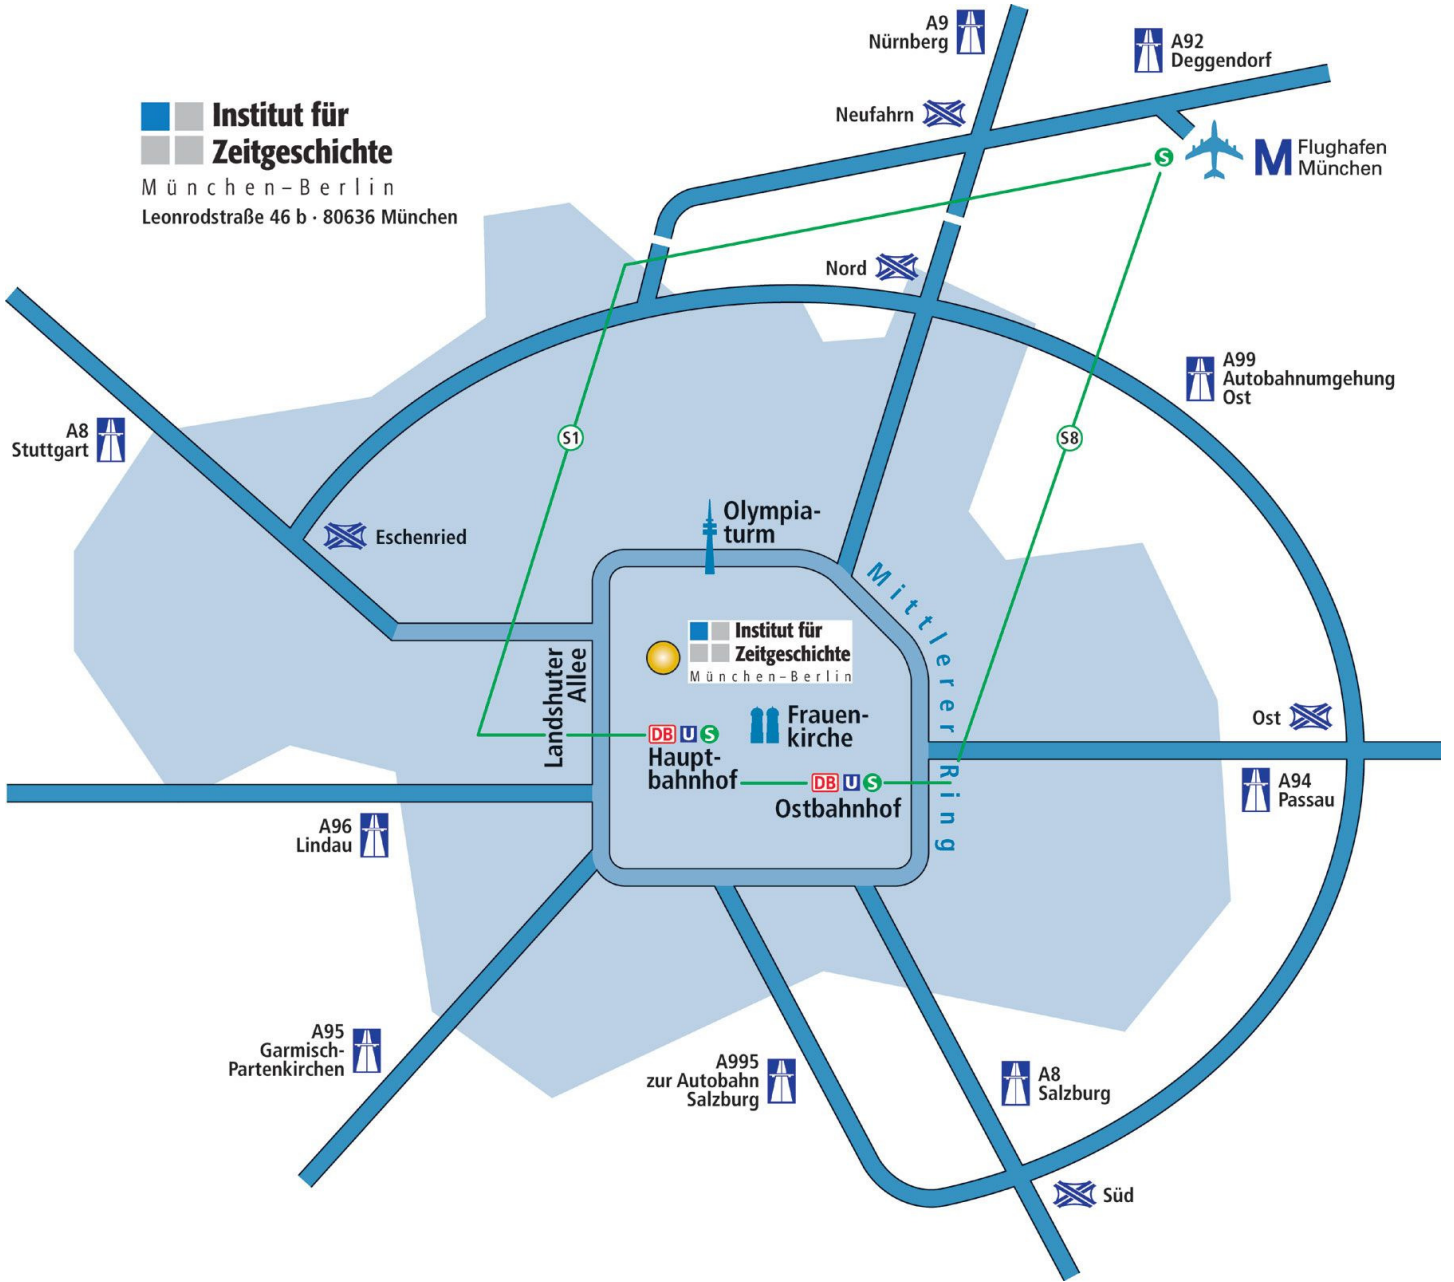 Institut für
Zeitgeschichte
München–Berlin
Leonrodstraße 46 b · 80636 München
A9
Nürnberg
A92
Deggendorf
Neufahrn
S
M
Flughafen
München
Nord
A99
Autobahnumgehung
Ost
A8
Stuttgart
S1
S8
Eschenried
Olympia-
turm
Mittlerer Ring
Institut für
Zeitgeschichte
München–Berlin
Landshuter
Allee
Frauen-
kirche
DB U S
Haupt-
bahnhof
DB U S
Ostbahnhof
Ost
A94
Passau
A96
Lindau
A95
Garmisch-
Partenkirchen
A995
zur Autobahn
Salzburg
A8
Salzburg
Süd